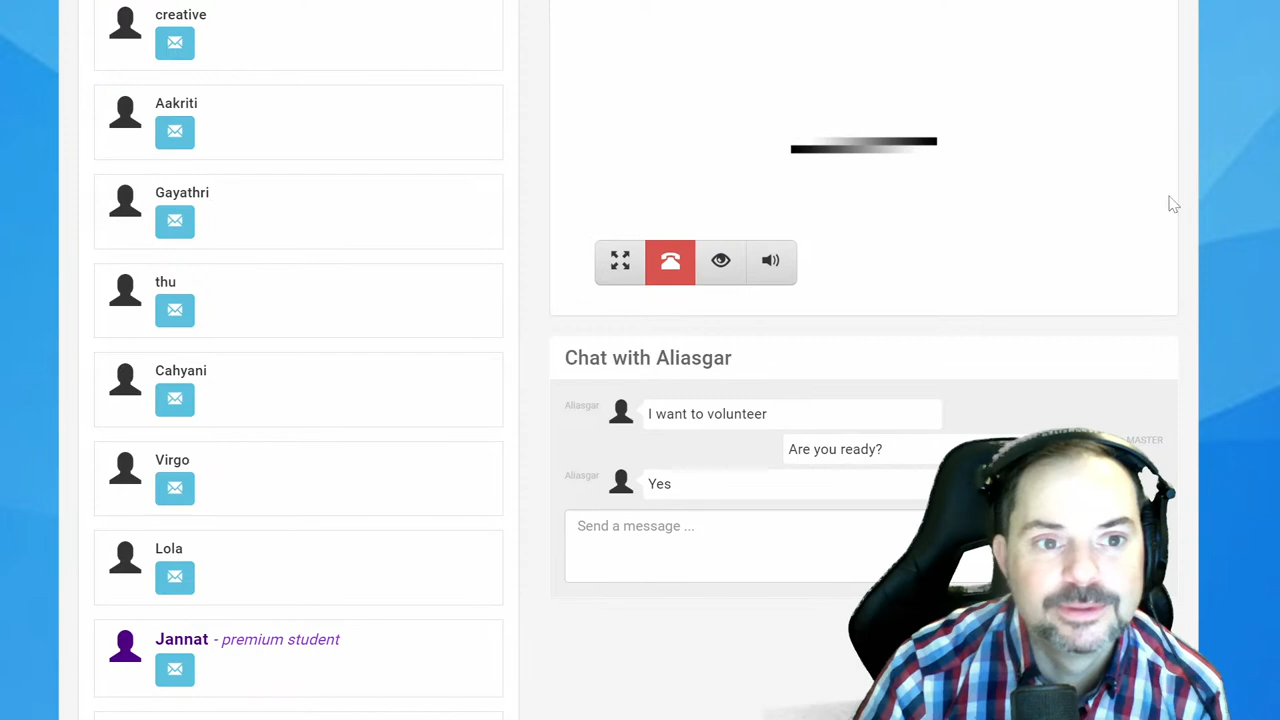 creative
Aakriti
Gayathri
thu
Cahyani
Virgo
Lola
Jannat - premium student
Chat with Aliasgar
Aliasgar
I want to volunteer
MASTER
Are you ready?
Aliasgar
Yes
Send a message ...